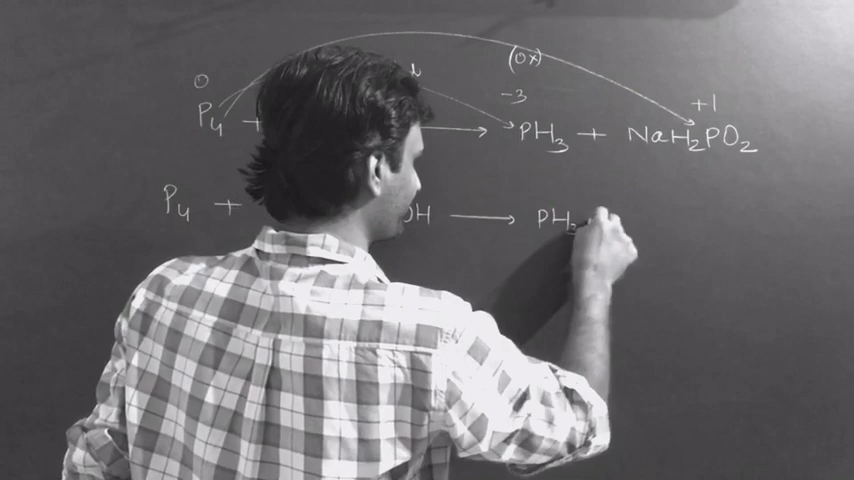 (Ox)
0 -3 +1
P4 + → PH3 + NaH2PO2
P4 + OH → PH3